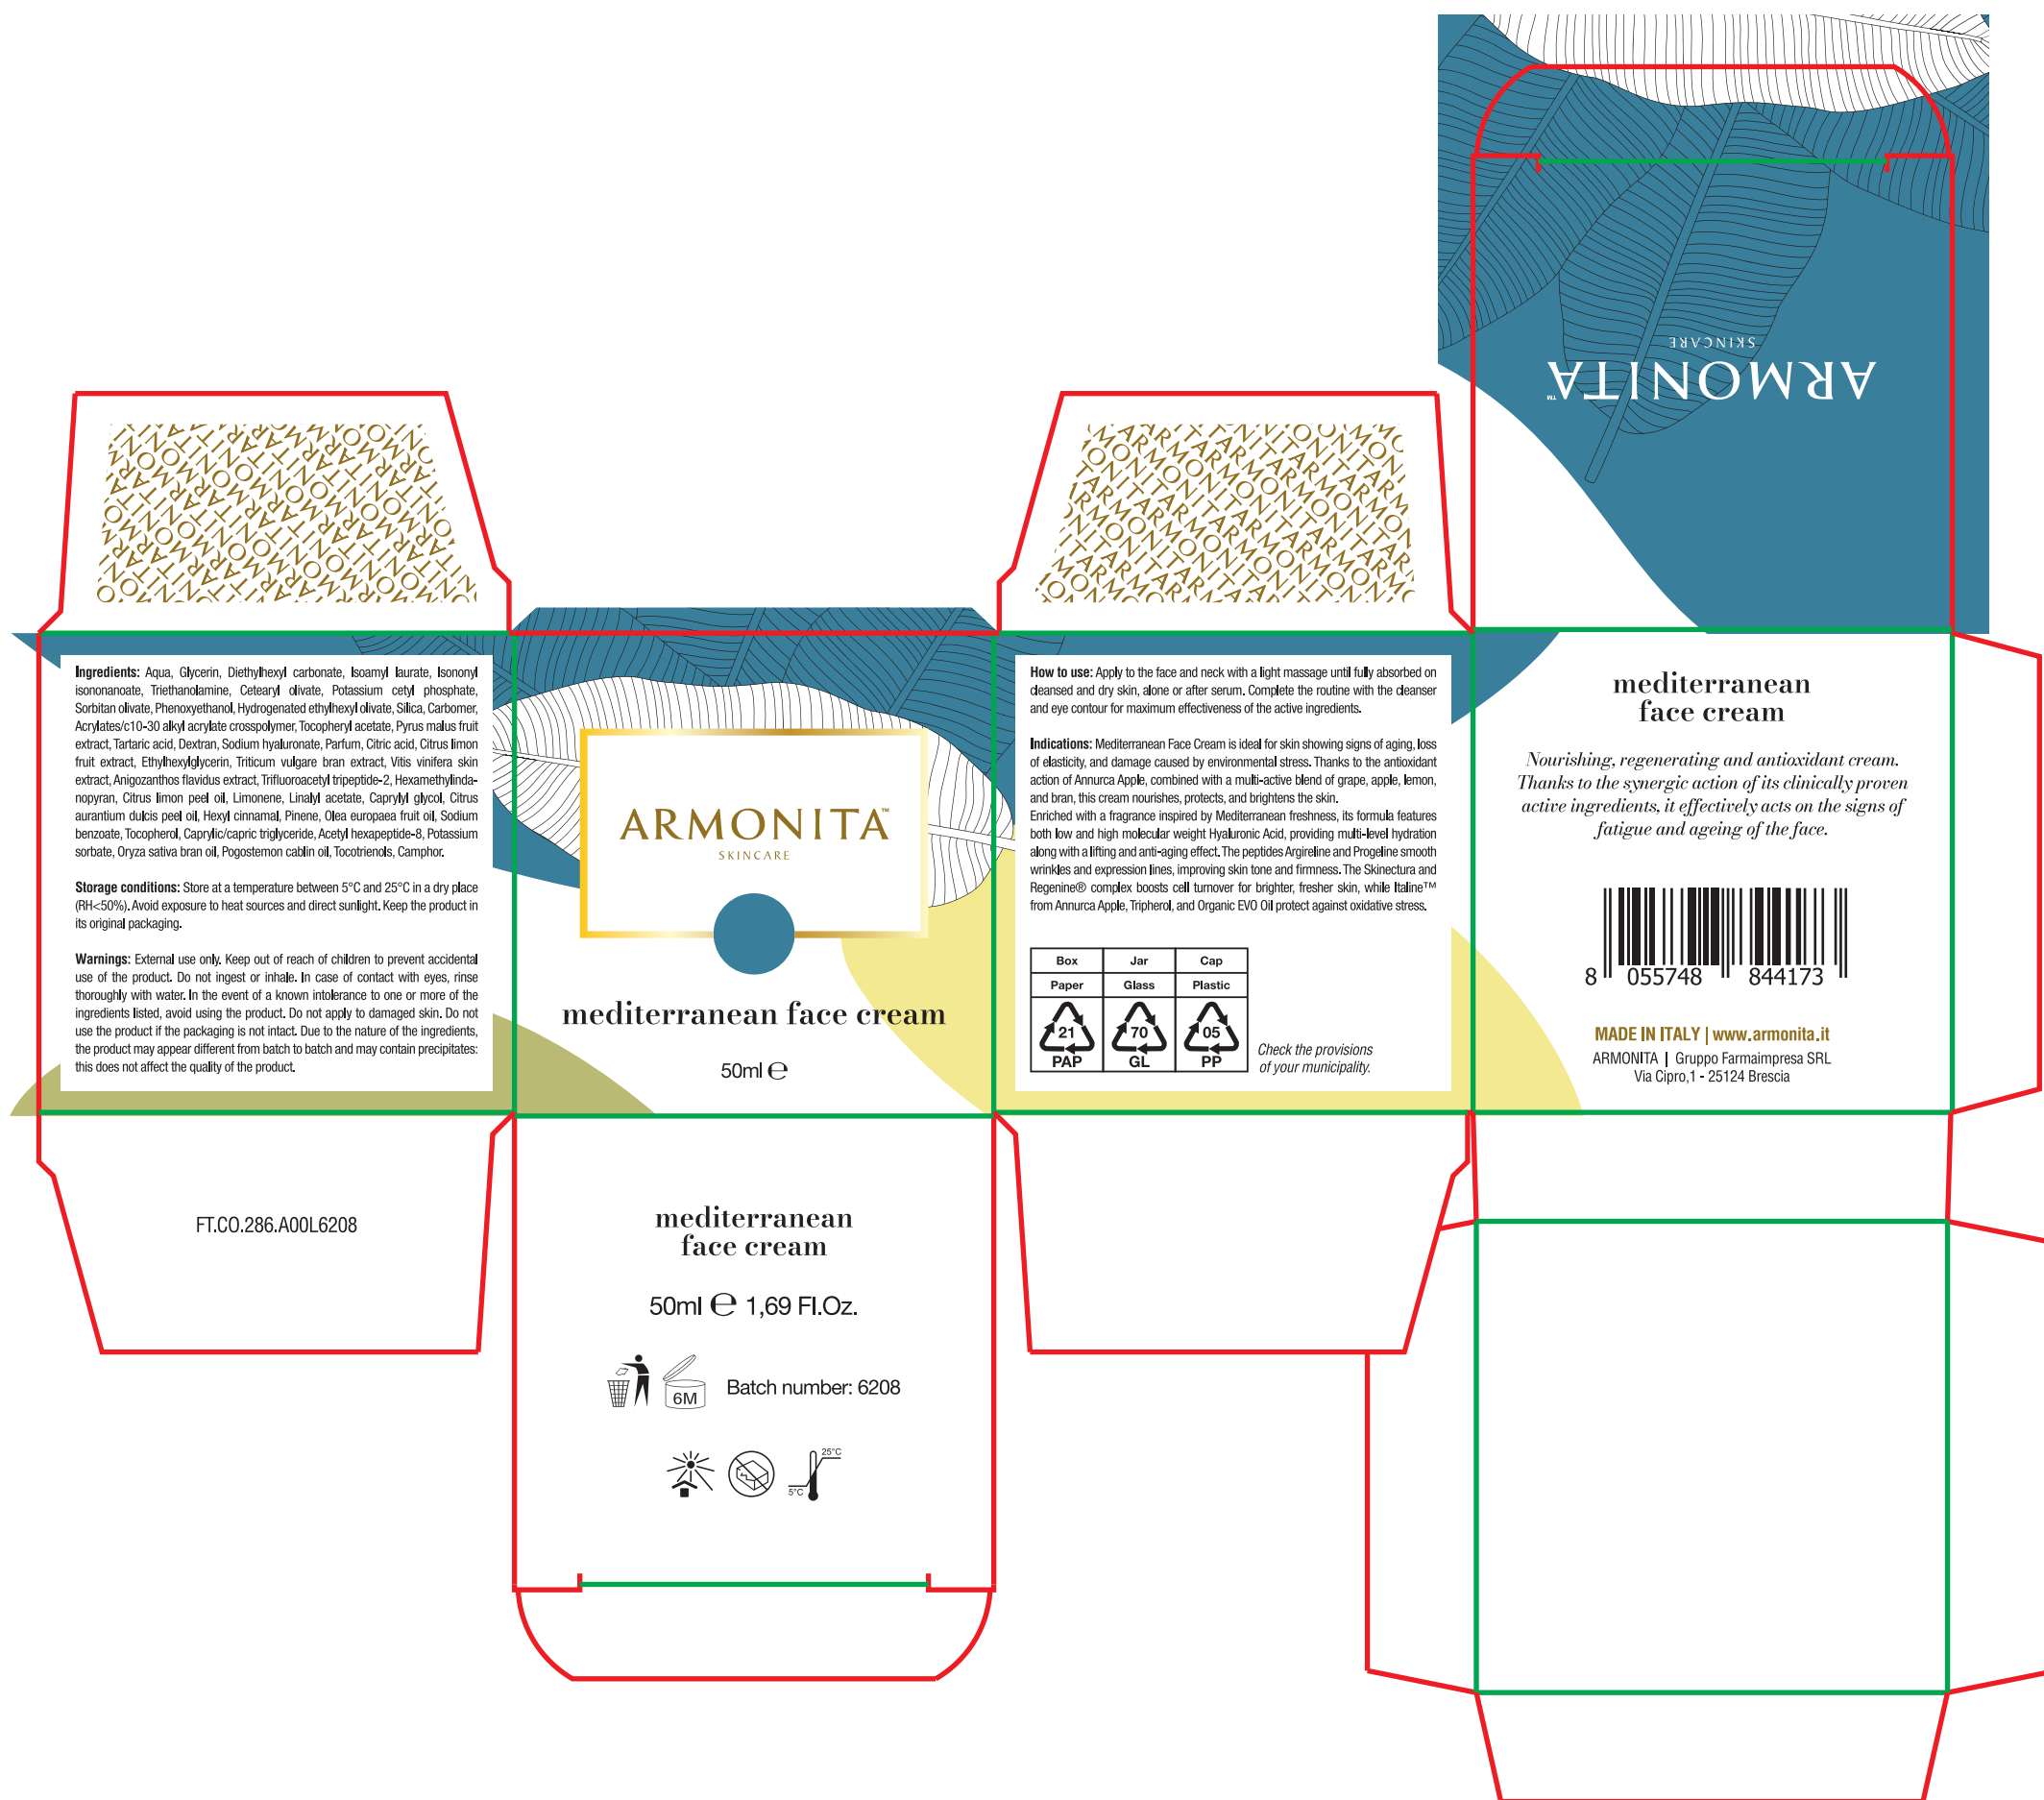 SKINCARE
ARMONITA™
Ingredients: Aqua, Glycerin, Diethylhexyl carbonate, Isoamyl laurate, Isononyl
isononanoate, Triethanolamine, Cetearyl olivate, Potassium cetyl phosphate,
Sorbitan olivate, Phenoxyethanol, Hydrogenated ethylhexyl olivate, Silica, Carbomer,
Acrylates/c10-30 alkyl acrylate crosspolymer, Tocopheryl acetate, Pyrus malus fruit
extract, Tartaric acid, Dextran, Sodium hyaluronate, Parfum, Citric acid, Citrus limon
fruit extract, Ethylhexylglycerin, Triticum vulgare bran extract, Vitis vinifera skin
extract, Anigozanthos flavidus extract, Trifluoroacetyl tripeptide-2, Hexamethylinda-
nopyran, Citrus limon peel oil, Limonene, Linalyl acetate, Caprylyl glycol, Citrus
aurantium dulcis peel oil, Hexyl cinnamal, Pinene, Olea europaea fruit oil, Sodium
benzoate, Tocopherol, Caprylic/capric triglyceride, Acetyl hexapeptide-8, Potassium
sorbate, Oryza sativa bran oil, Pogostemon cablin oil, Tocotrienols, Camphor.
Storage conditions: Store at a temperature between 5°C and 25°C in a dry place
(RH<50%). Avoid exposure to heat sources and direct sunlight. Keep the product in
its original packaging.
Warnings: External use only. Keep out of reach of children to prevent accidental
use of the product. Do not ingest or inhale. In case of contact with eyes, rinse
thoroughly with water. In the event of a known intolerance to one or more of the
ingredients listed, avoid using the product. Do not apply to damaged skin. Do not
use the product if the packaging is not intact. Due to the nature of the ingredients,
the product may appear different from batch to batch and may contain precipitates:
this does not affect the quality of the product.
ARMONITA™
SKINCARE
mediterranean face cream
50ml ℮
How to use: Apply to the face and neck with a light massage until fully absorbed on
cleansed and dry skin, alone or after serum. Complete the routine with the cleanser
and eye contour for maximum effectiveness of the active ingredients.
Indications: Mediterranean Face Cream is ideal for skin showing signs of aging, loss
of elasticity, and damage caused by environmental stress. Thanks to the antioxidant
action of Annurca Apple, combined with a multi-active blend of grape, apple, lemon,
and bran, this cream nourishes, protects, and brightens the skin.
Enriched with a fragrance inspired by Mediterranean freshness, its formula features
both low and high molecular weight Hyaluronic Acid, providing multi-level hydration
along with a lifting and anti-aging effect. The peptides Argireline and Progeline smooth
wrinkles and expression lines, improving skin tone and firmness. The Skinectura and
Regenine® complex boosts cell turnover for brighter, fresher skin, while Italine™
from Annurca Apple, Tripherol, and Organic EVO Oil protect against oxidative stress.
Box Jar Cap
Paper Glass Plastic
21 70 05
PAP GL PP
Check the provisions
of your municipality.
mediterranean
face cream
Nourishing, regenerating and antioxidant cream.
Thanks to the synergic action of its clinically proven
active ingredients, it effectively acts on the signs of
fatigue and ageing of the face.
8 055748 844173
MADE IN ITALY | www.armonita.it
ARMONITA | Gruppo Farmaimpresa SRL
Via Cipro,1 - 25124 Brescia
FT.CO.286.A00L6208
mediterranean
face cream
50ml ℮ 1,69 Fl.Oz.
6M
Batch number: 6208
25°C
5°C